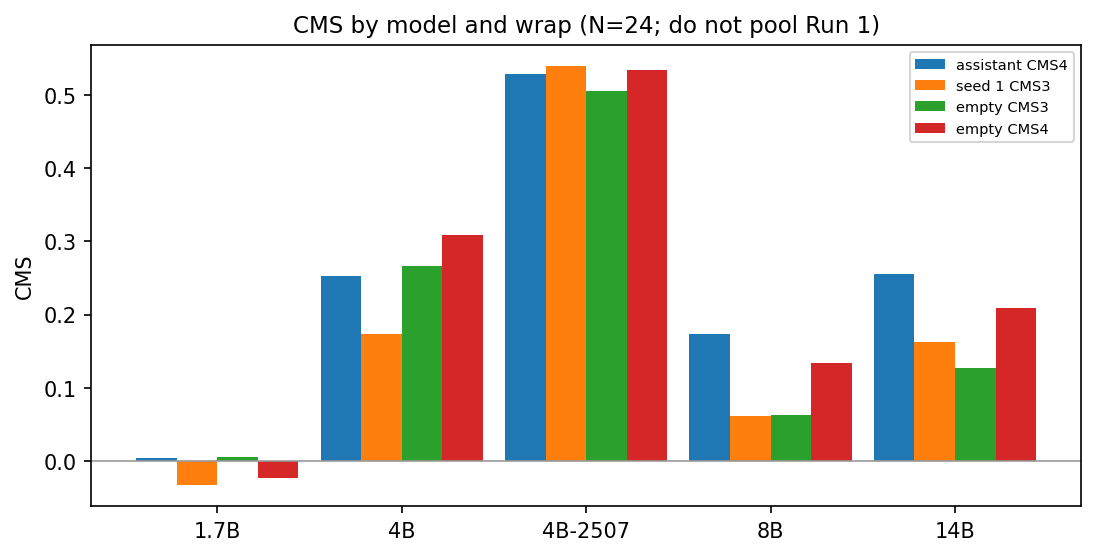 CMS by model and wrap (N=24; do not pool Run 1)
assistant CMS4
seed 1 CMS3
empty CMS3
empty CMS4
CMS
0.5
0.4
0.3
0.2
0.1
0.0
1.7B
4B
4B-2507
8B
14B